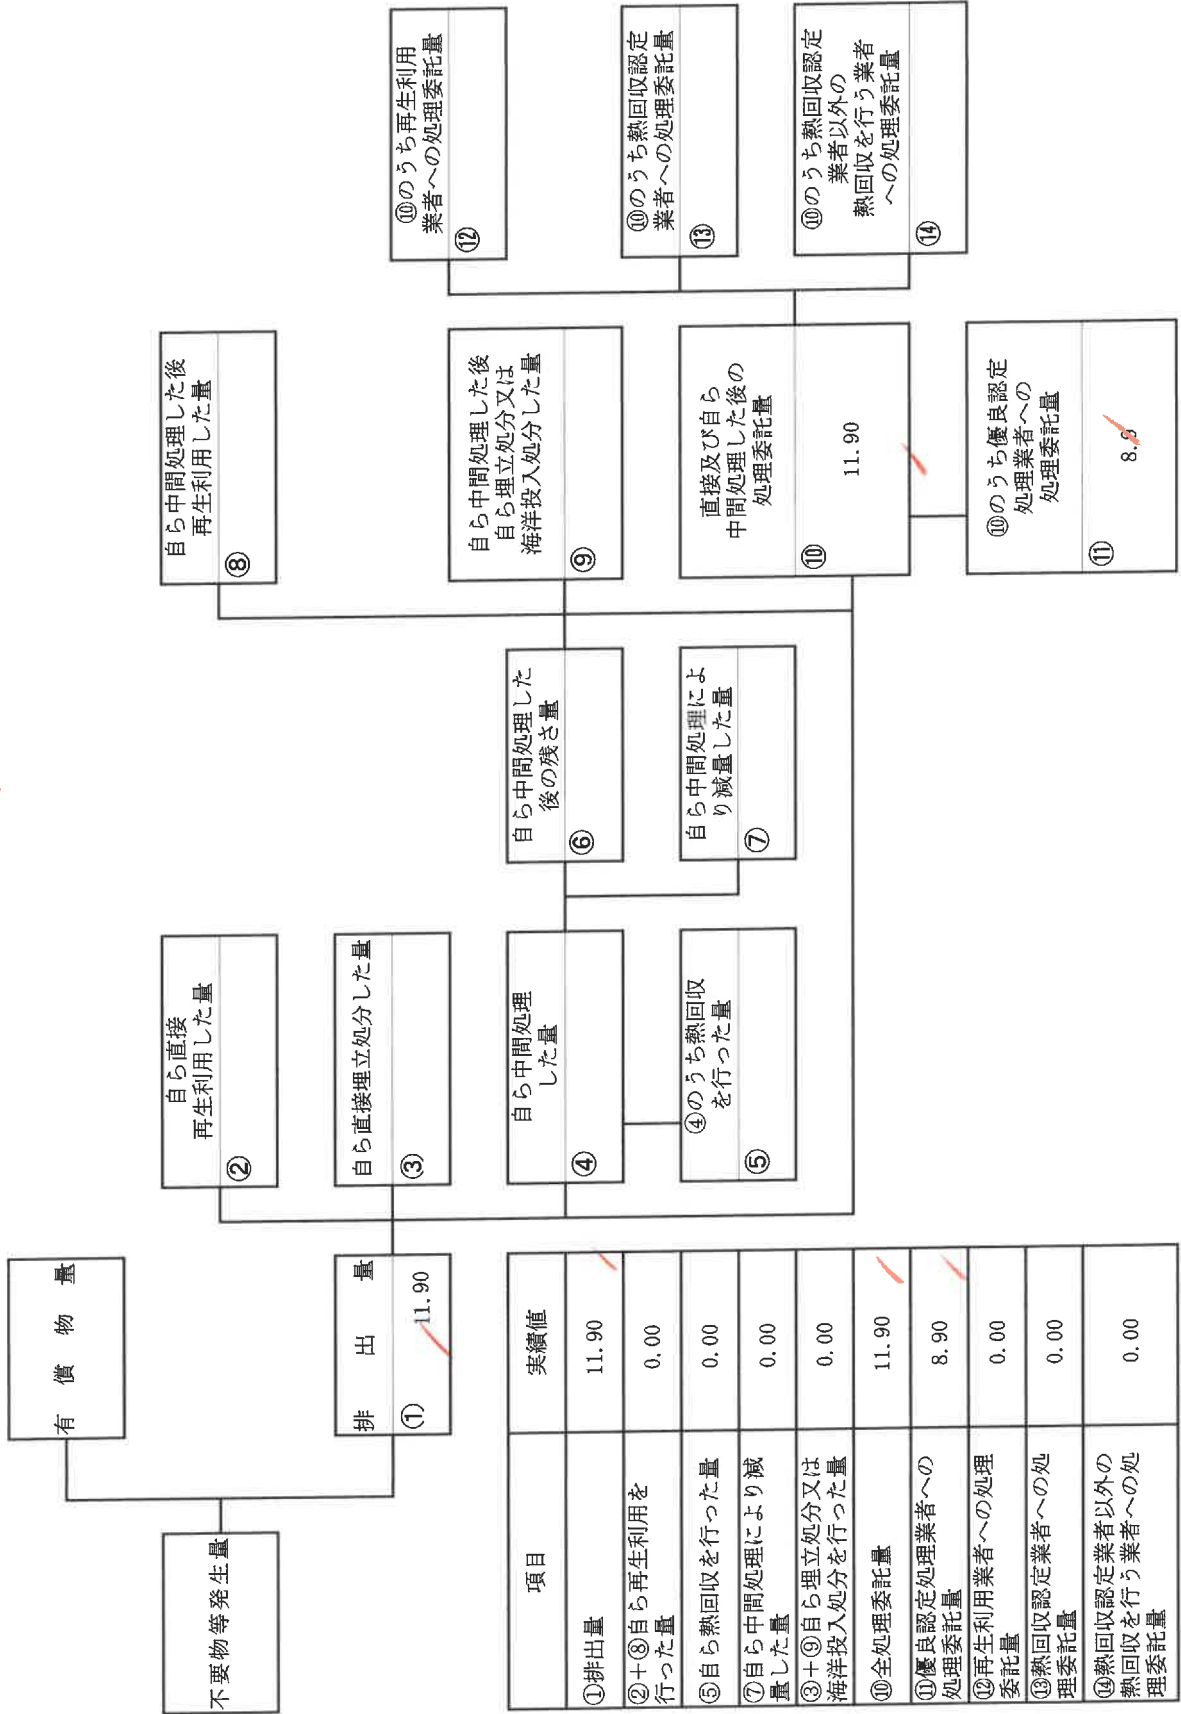 不要物等発生量
有償物量
排出量
①
11.90
自ら直接
再生利用した量
②
自ら直接埋立処分した量
③
自ら中間処理
した量
④
④のうち熱回収
を行った量
⑤
自ら中間処理した
後の残さ量
⑥
自ら中間処理によ
り減量した量
⑦
自ら中間処理した後
再生利用した量
⑧
自ら中間処理した後
自ら埋立処分又は
海洋投入処分した量
⑨
直接及び自ら
中間処理した後の
処理委託量
⑩
11.90
⑩のうち優良認定
処理業者への
処理委託量
⑪
8.9
⑩のうち再生利用
業者への処理委託量
⑫
⑩のうち熱回収認定
業者への処理委託量
⑬
⑩のうち熱回収認定
業者以外の
熱回収を行う業者
への処理委託量
⑭
項目 実績値
①排出量 11.90
②+⑧自ら再生利用を
行った量 0.00
⑤自ら熱回収を行った量 0.00
⑦自ら中間処理により減
量した量 0.00
③+⑨自ら埋立処分又は
海洋投入処分を行った量 0.00
⑩全処理委託量 11.90
⑪優良認定処理業者への
処理委託量 8.90
⑫再生利用業者への処理
委託量 0.00
⑬熱回収認定業者への処
理委託量 0.00
⑭熱回収認定業者以外の
熱回収を行う業者への処
理委託量 0.00